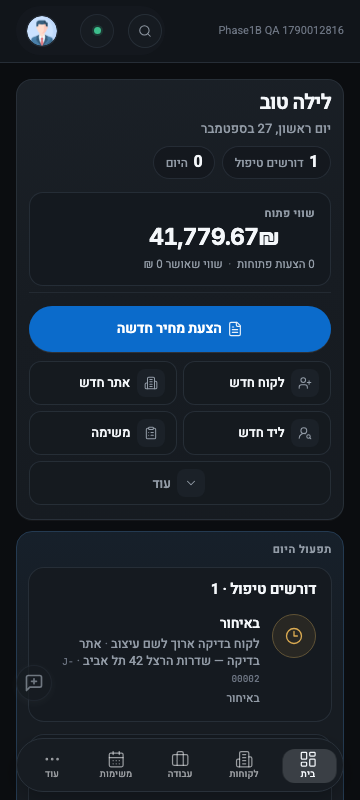 Phase1B QA 1790012816
לילה טוב
יום ראשון, 27 בספטמבר
1 דורשים טיפול
0 היום
שווי פתוח
₪41,779.67
0 הצעות פתוחות · שווי שאושר 0 ₪
הצעת מחיר חדשה
לקוח חדש
אתר חדש
ליד חדש
משימה
עוד
תפעול היום
דורשים טיפול · 1
באיחור
לקוח בדיקה ארוך לשם עיצוב · אתר
בדיקה — שדרות הרצל 42 תל אביב · J-
00002
באיחור
בית
לקוחות
עבודה
משימות
עוד